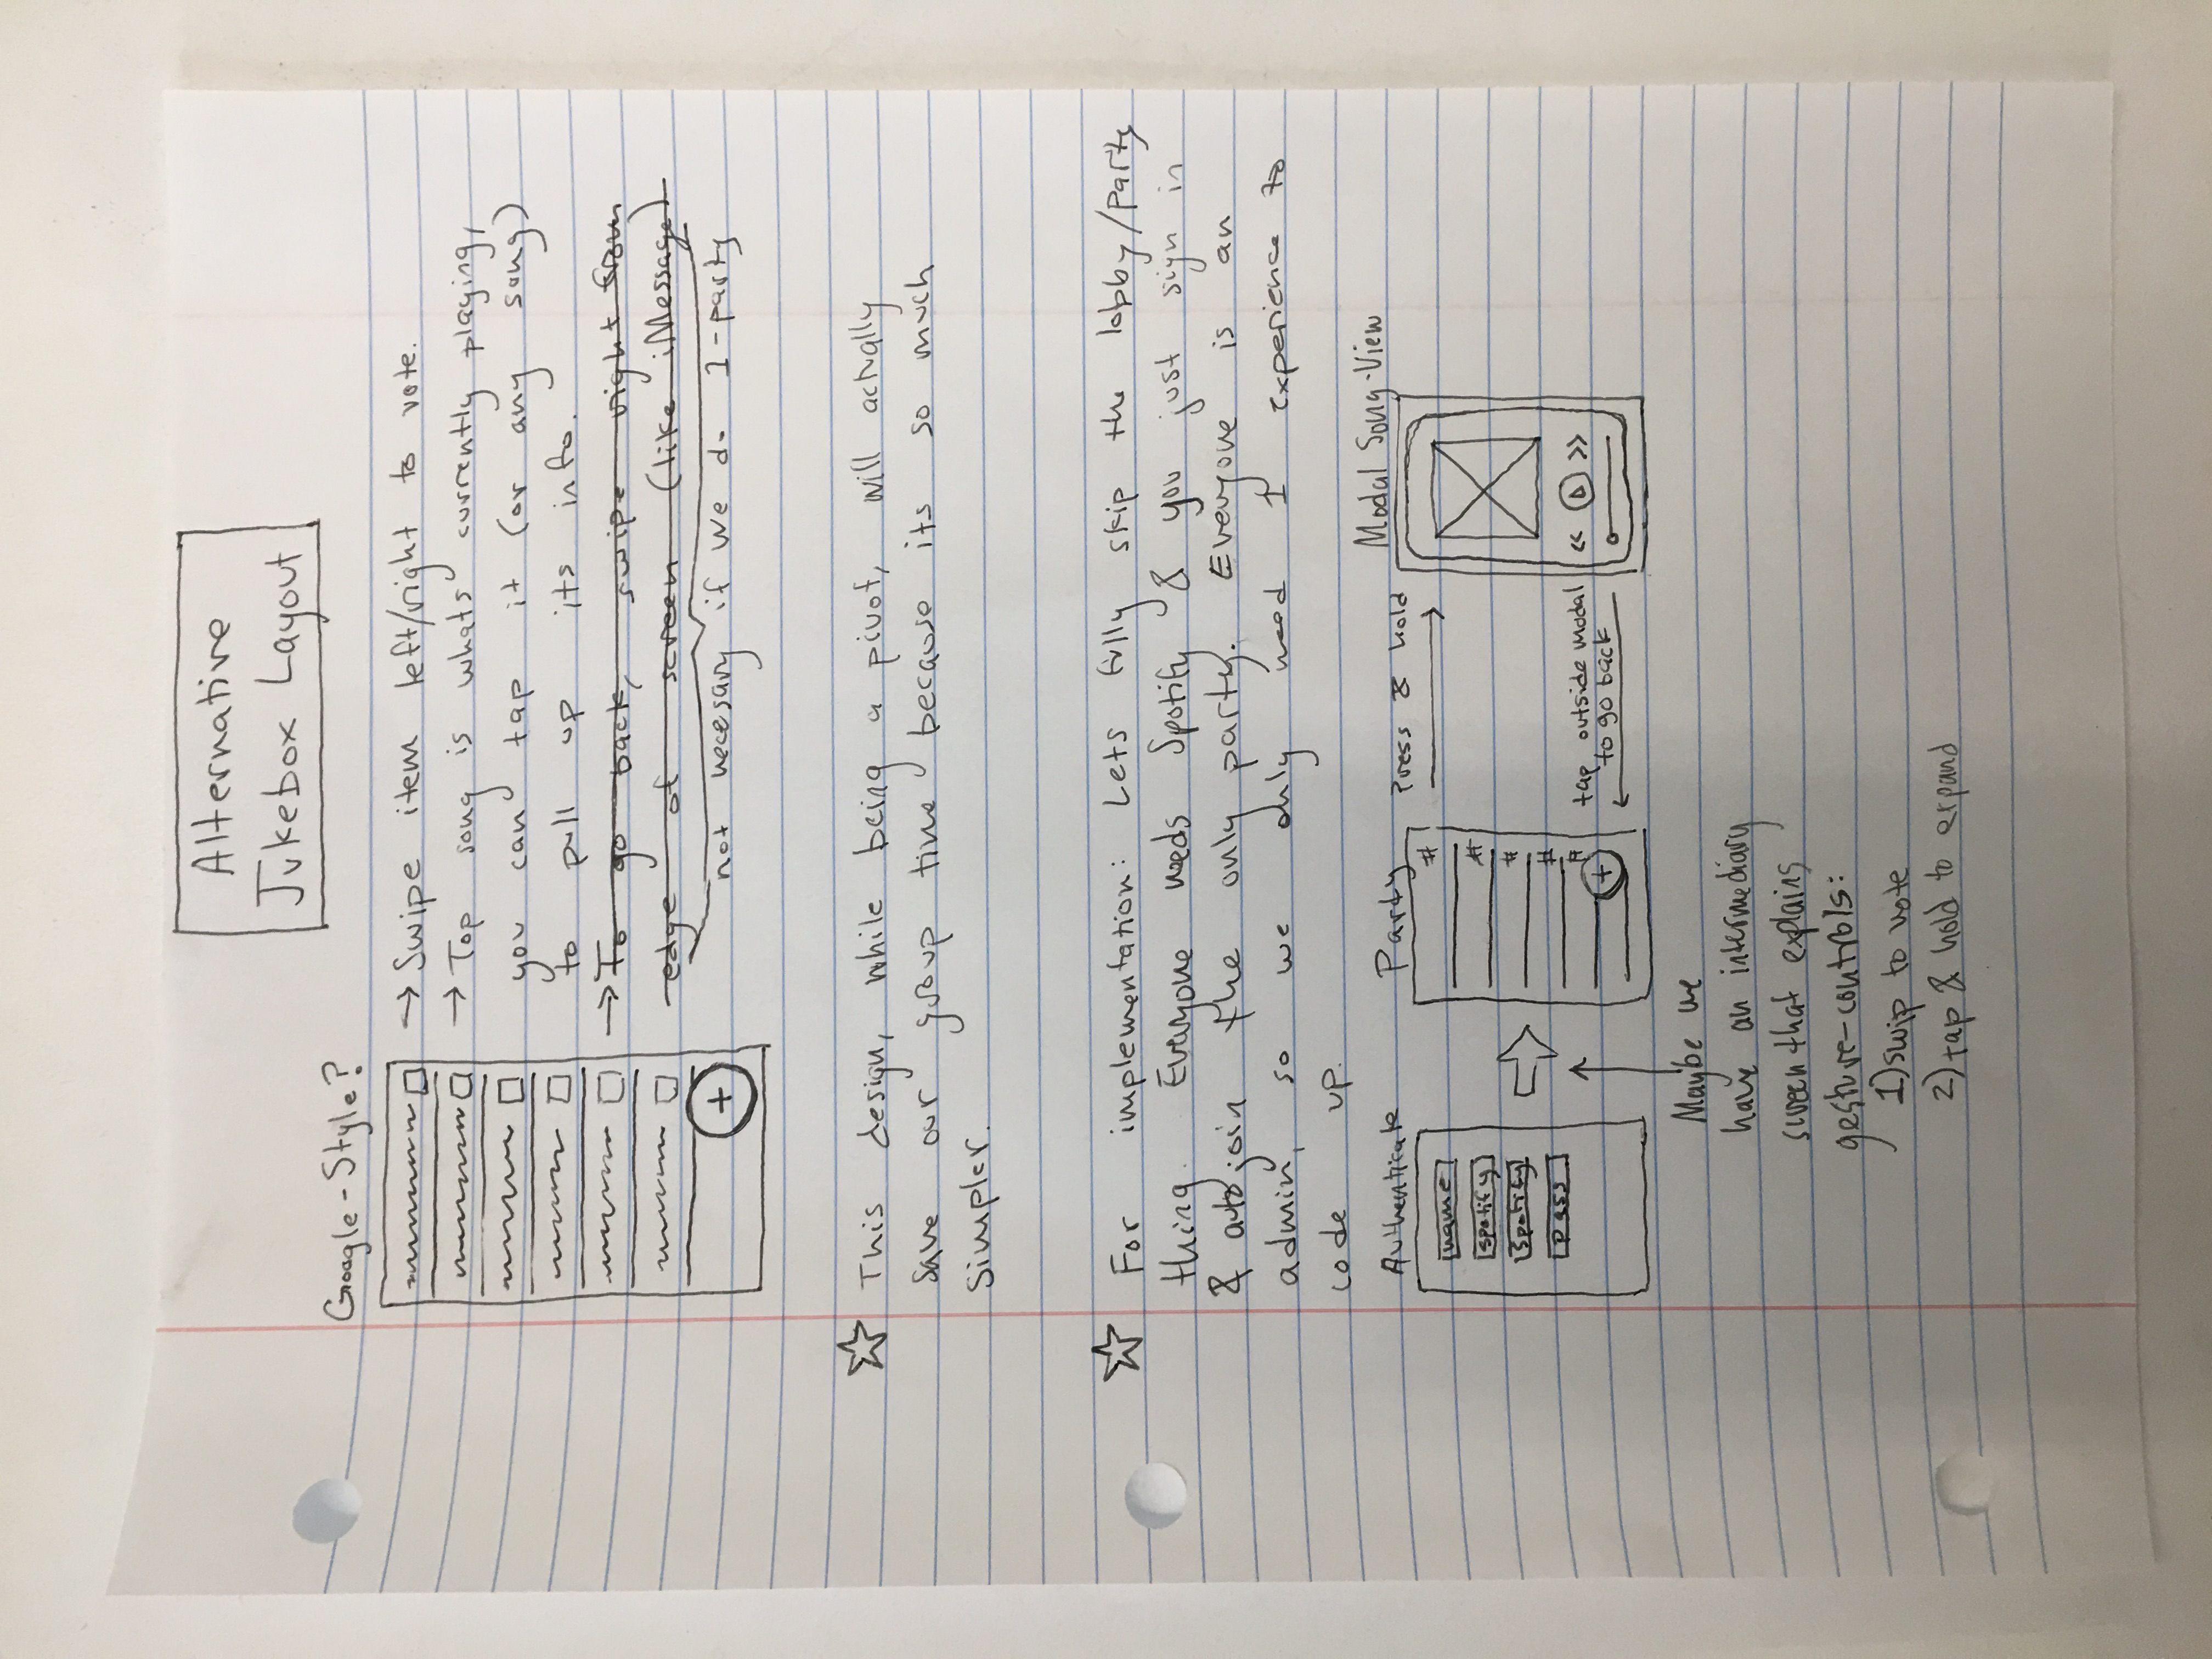 Alternative
Jukebox Layout
Google-Style?
→ Swipe item left/right to vote.
→ Top song is whats currently playing,
you can tap it (or any song)
to pull up its info.
→ To go back, swipe right from
edge of screen (like iMessage)
not necesary if we do 1-party
+
☆ This design, while being a pivot, will actually
save our group time because its so much
simpler.
☆ For implementation: Lets fully skip the lobby/party
thing. Everyone needs Spotify & you just sign in
& auto join the only party. Everyone is an
admin, so we only need 1 experience to
code up.
Authenticate
name
spotify
spotify
pass
Party
#
#
#
#
#
+
Press & hold
tap outside modal
to go back
Modal Song-View
<< >>
Maybe we
have an intermediary
screen that explains
gesture-controls:
1) swip to vote
2) tap & hold to expand